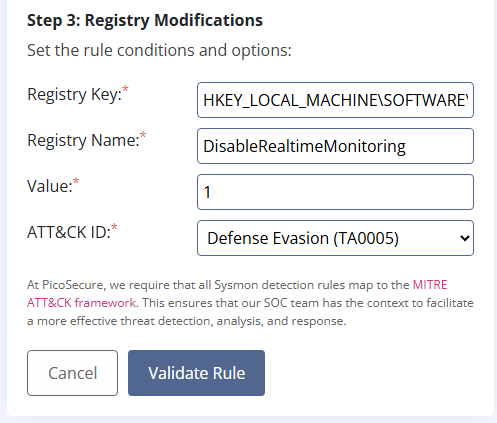 Step 3: Registry Modifications
Set the rule conditions and options:
Registry Key:* HKEY_LOCAL_MACHINE\SOFTWARE\
Registry Name:* DisableRealtimeMonitoring
Value:* 1
ATT&CK ID:* Defense Evasion (TA0005)
At PicoSecure, we require that all Sysmon detection rules map to the MITRE
ATT&CK framework. This ensures that our SOC team has the context to facilitate
a more effective threat detection, analysis, and response.
Cancel Validate Rule